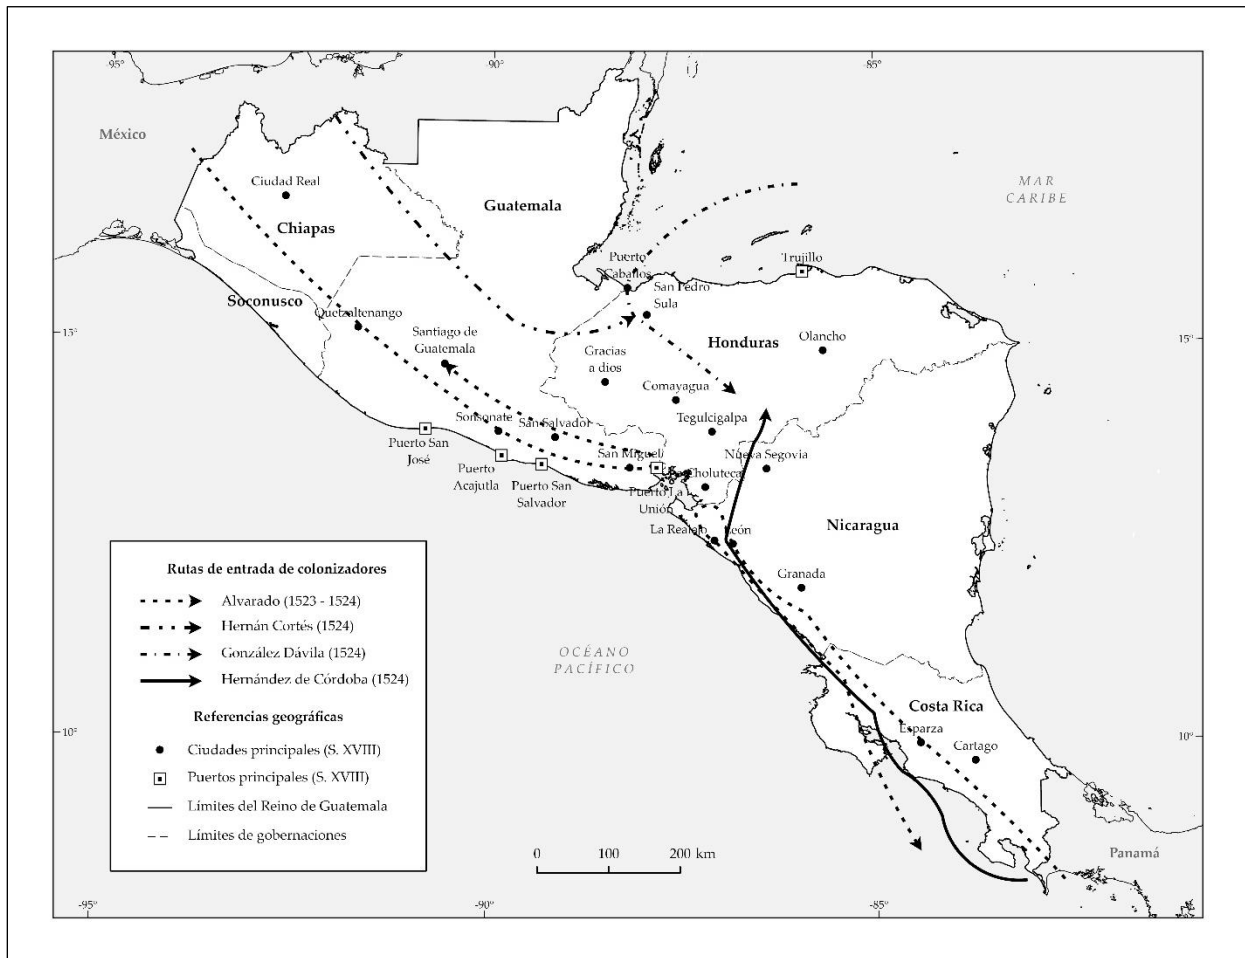 -95°
-90
-85°
México
MAR
CARIBE
Ciudad Real
Guatemala
Chiapas
Puerto
Caballos
Trujillo
San Pedro
Sula
Soconusco
Quetzaltenango
15°
-15°
Santiago de
Guatemala
Honduras
Olancho
Gracias
a dios
Comayagua
Tegulcigalpa
Sonsonate
San Salvador
Puerto San
José
Puerto
Acajutla
Puerto San
Salvador
San Miguel
Nueva Segovia
Choluteca
Puerto La
Unión
La Realejo
León
Nicaragua
Granada
OCÉANO
PACÍFICO
Costa Rica
Esparza
Cartago
10°
10°
Panamá
Rutas de entrada de colonizadores
Alvarado (1523 - 1524)
Hernán Cortés (1524)
González Dávila (1524)
Hernández de Córdoba (1524)
Referencias geográficas
Ciudades principales (S. XVIII)
Puertos principales (S. XVIII)
Límites del Reino de Guatemala
Límites de gobernaciones
0 100 200 km
-95°
-90
-85°